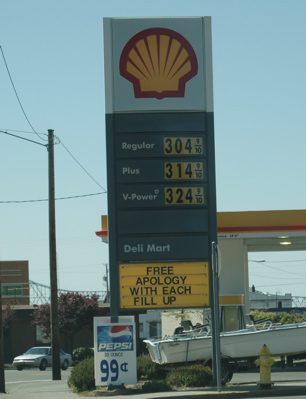 Regular 304 9/10
Plus 314 9/10
V-Power 324 9/10
Deli Mart
FREE
APOLOGY
WITH EACH
FILL UP
PEPSI
99¢